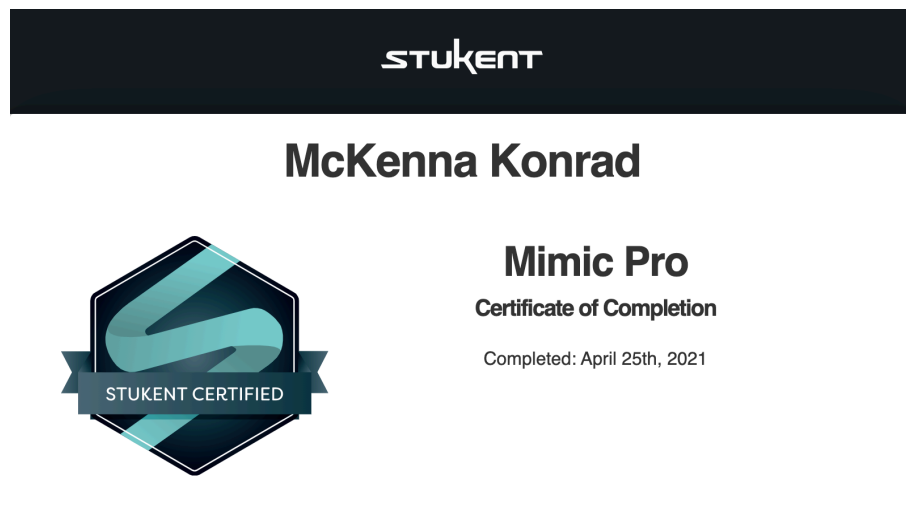 STUKENT
McKenna Konrad
Mimic Pro
Certificate of Completion
Completed: April 25th, 2021
STUKENT CERTIFIED